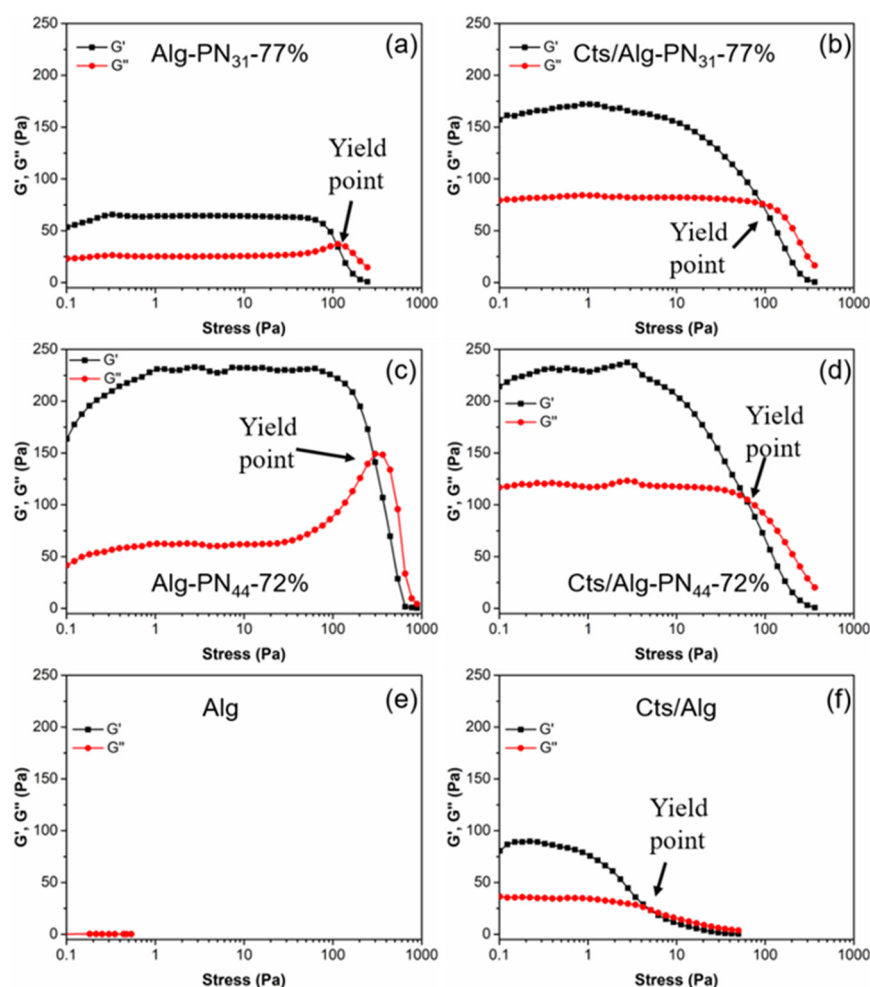 250
225
200
175
150
125
100
75
50
25
0
G', G'' (Pa)
G'
G''
Alg-PN₃₁-77%
(a)
Yield
point
0.1 1 10 100 1000
Stress (Pa)
250
200
150
100
50
0
G', G'' (Pa)
G'
G''
Cts/Alg-PN₃₁-77%
(b)
Yield
point
0.1 1 10 100 1000
Stress (Pa)
250
200
150
100
50
0
G', G'' (Pa)
G'
G''
(c)
Yield
point
Alg-PN₄₄-72%
0.1 1 10 100 1000
Stress (Pa)
250
200
150
100
50
0
G', G'' (Pa)
(d)
G'
G''
Yield
point
Cts/Alg-PN₄₄-72%
0.1 1 10 100 1000
Stress (Pa)
250
200
150
100
50
0
G', G'' (Pa)
Alg
(e)
G'
G''
0.1 1 10 100 1000
Stress (Pa)
250
200
150
100
50
0
G', G'' (Pa)
Cts/Alg
(f)
G'
G''
Yield
point
0.1 1 10 100 1000
Stress (Pa)